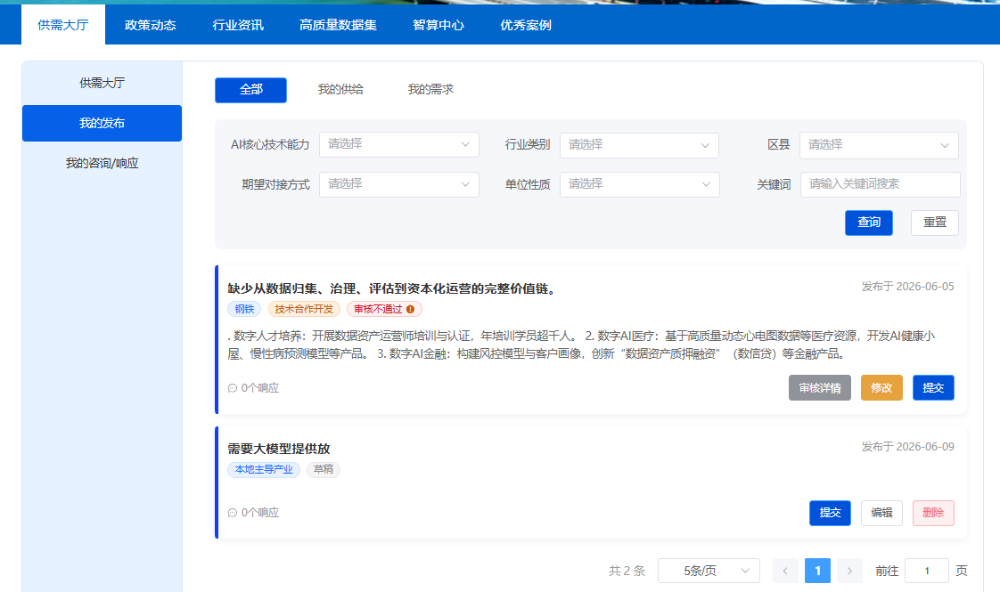 供需大厅 政策动态 行业资讯 高质量数据集 智算中心 优秀案例
供需大厅
我的发布
我的咨询/响应
全部 我的供给 我的需求
AI核心技术能力 请选择 行业类别 请选择 区县 请选择
期望对接方式 请选择 单位性质 请选择 关键词 请输入关键词搜索
查询 重置
缺少从数据归集、治理、评估到资本化运营的完整价值链。 发布于 2026-06-05
钢铁 技术合作开发 审核不通过
. 数字人才培养：开展数据资产运营师培训与认证，年培训学员超千人。 2. 数字AI医疗：基于高质量动态心电图数据等医疗资源，开发AI健康小
屋、慢性病预测模型等产品。 3. 数字AI金融：构建风控模型与客户画像，创新“数据资产质押融资”（数信贷）等金融产品。
0个响应 审核详情 修改 提交
需要大模型提供放 发布于 2026-06-09
本地主导产业 草稿
0个响应 提交 编辑 删除
共 2 条 5条/页 1 前往 1 页